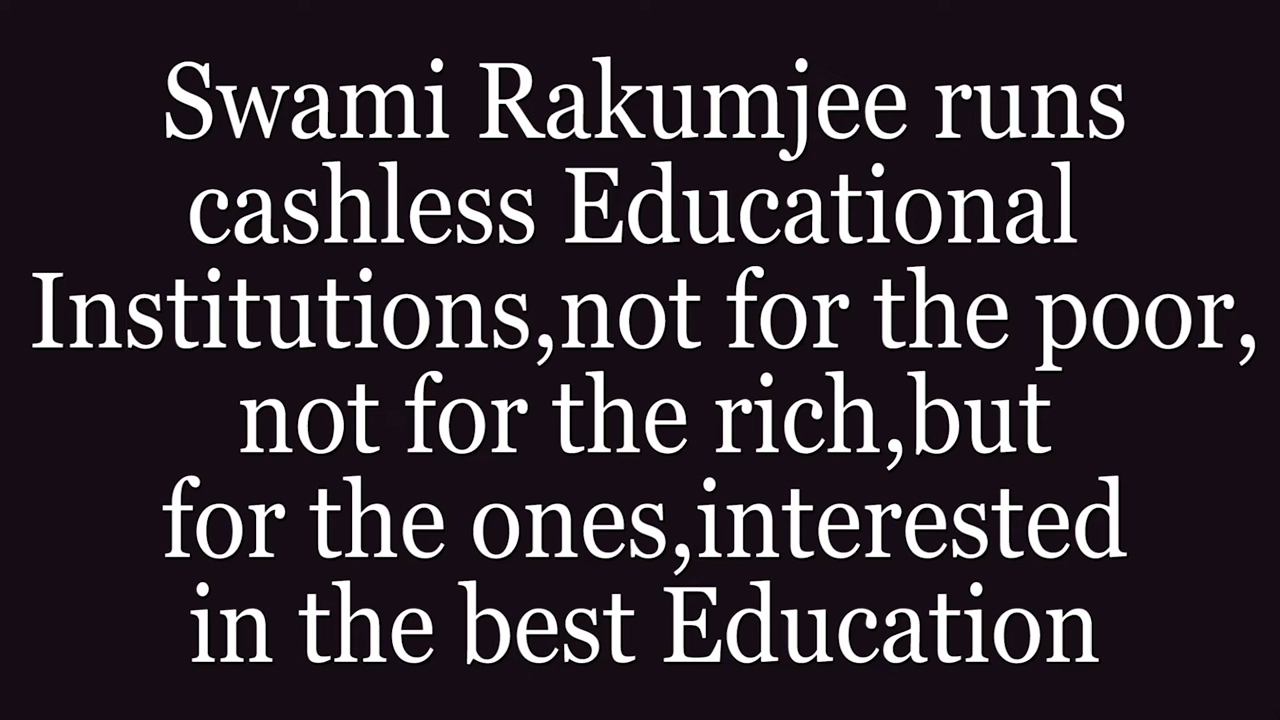 Swami Rakumjee runs
cashless Educational
Institutions,not for the poor,
not for the rich,but
for the ones,interested
in the best Education